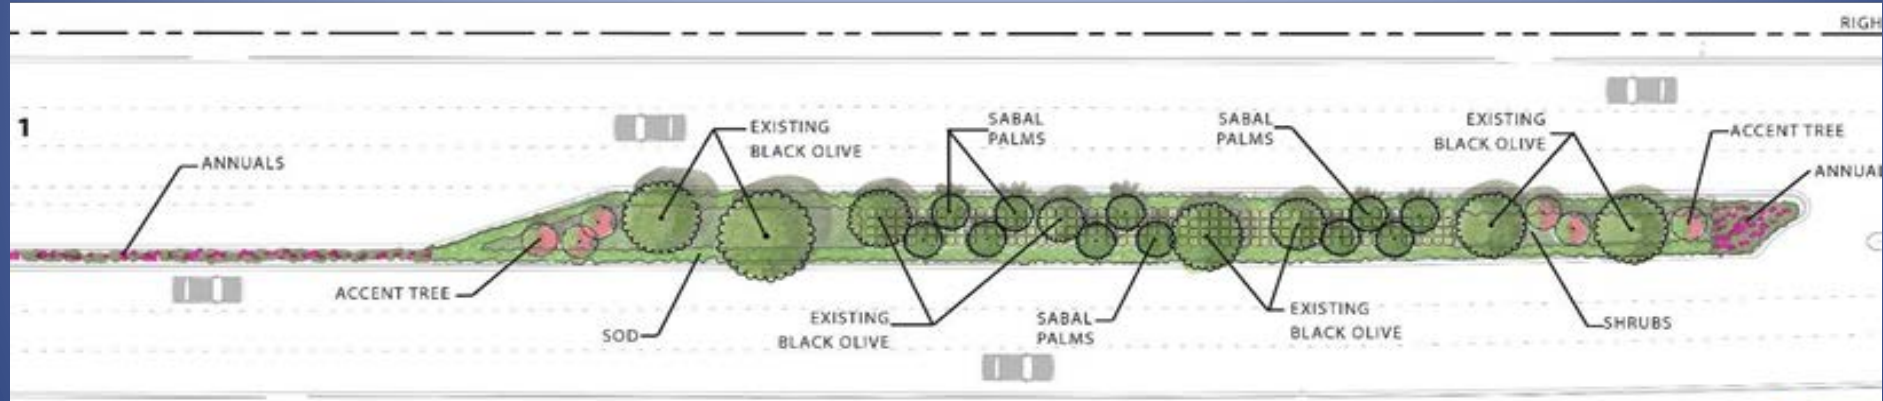 RIGH
1
ANNUALS
EXISTING
BLACK OLIVE
SABAL
PALMS
SABAL
PALMS
EXISTING
BLACK OLIVE
ACCENT TREE
ANNUAL
ACCENT TREE
SOD
EXISTING
BLACK OLIVE
SABAL
PALMS
EXISTING
BLACK OLIVE
SHRUBS